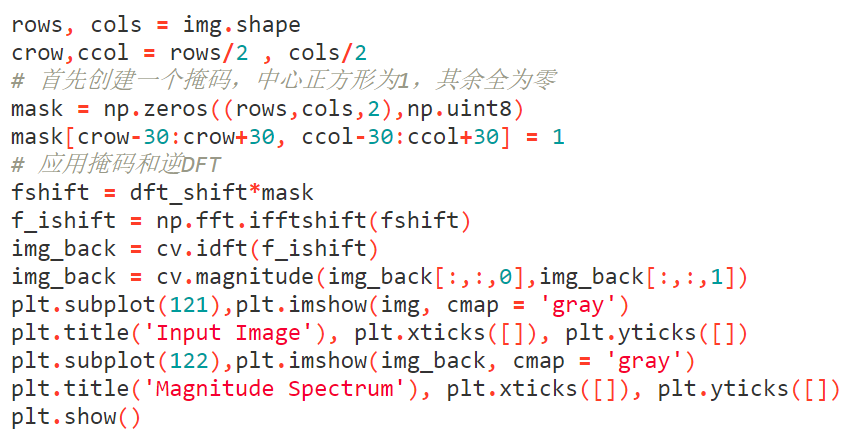 rows, cols = img.shape
crow,ccol = rows/2 , cols/2
# 首先创建一个掩码，中心正方形为1，其余全为零
mask = np.zeros((rows,cols,2),np.uint8)
mask[crow-30:crow+30, ccol-30:ccol+30] = 1
# 应用掩码和逆DFT
fshift = dft_shift*mask
f_ishift = np.fft.ifftshift(fshift)
img_back = cv.idft(f_ishift)
img_back = cv.magnitude(img_back[:,:,0],img_back[:,:,1])
plt.subplot(121),plt.imshow(img, cmap = 'gray')
plt.title('Input Image'), plt.xticks([]), plt.yticks([])
plt.subplot(122),plt.imshow(img_back, cmap = 'gray')
plt.title('Magnitude Spectrum'), plt.xticks([]), plt.yticks([])
plt.show()